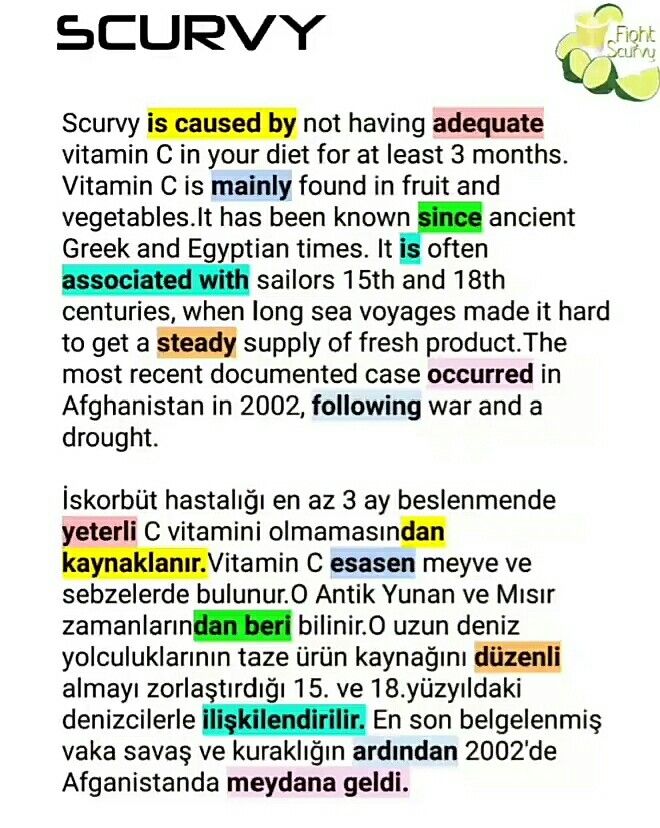 SCURVY
Fight
Scurvy
Scurvy is caused by not having adequate
vitamin C in your diet for at least 3 months.
Vitamin C is mainly found in fruit and
vegetables.It has been known since ancient
Greek and Egyptian times. It is often
associated with sailors 15th and 18th
centuries, when long sea voyages made it hard
to get a steady supply of fresh product.The
most recent documented case occurred in
Afghanistan in 2002, following war and a
drought.
İskorbüt hastalığı en az 3 ay beslenmende
yeterli C vitamini olmamasından
kaynaklanır.Vitamin C esasen meyve ve
sebzelerde bulunur.O Antik Yunan ve Mısır
zamanlarından beri bilinir.O uzun deniz
yolculuklarının taze ürün kaynağını düzenli
almayı zorlaştırdığı 15. ve 18.yüzyıldaki
denizcilerle ilişkilendirilir. En son belgelenmiş
vaka savaş ve kuraklığın ardından 2002'de
Afganistanda meydana geldi.